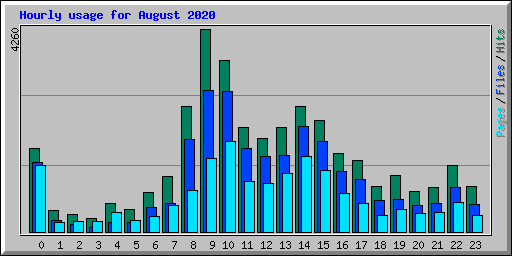 Hourly usage for August 2020
4260
Pages/Files/Hits
0 1 2 3 4 5 6 7 8 9 10 11 12 13 14 15 16 17 18 19 20 21 22 23